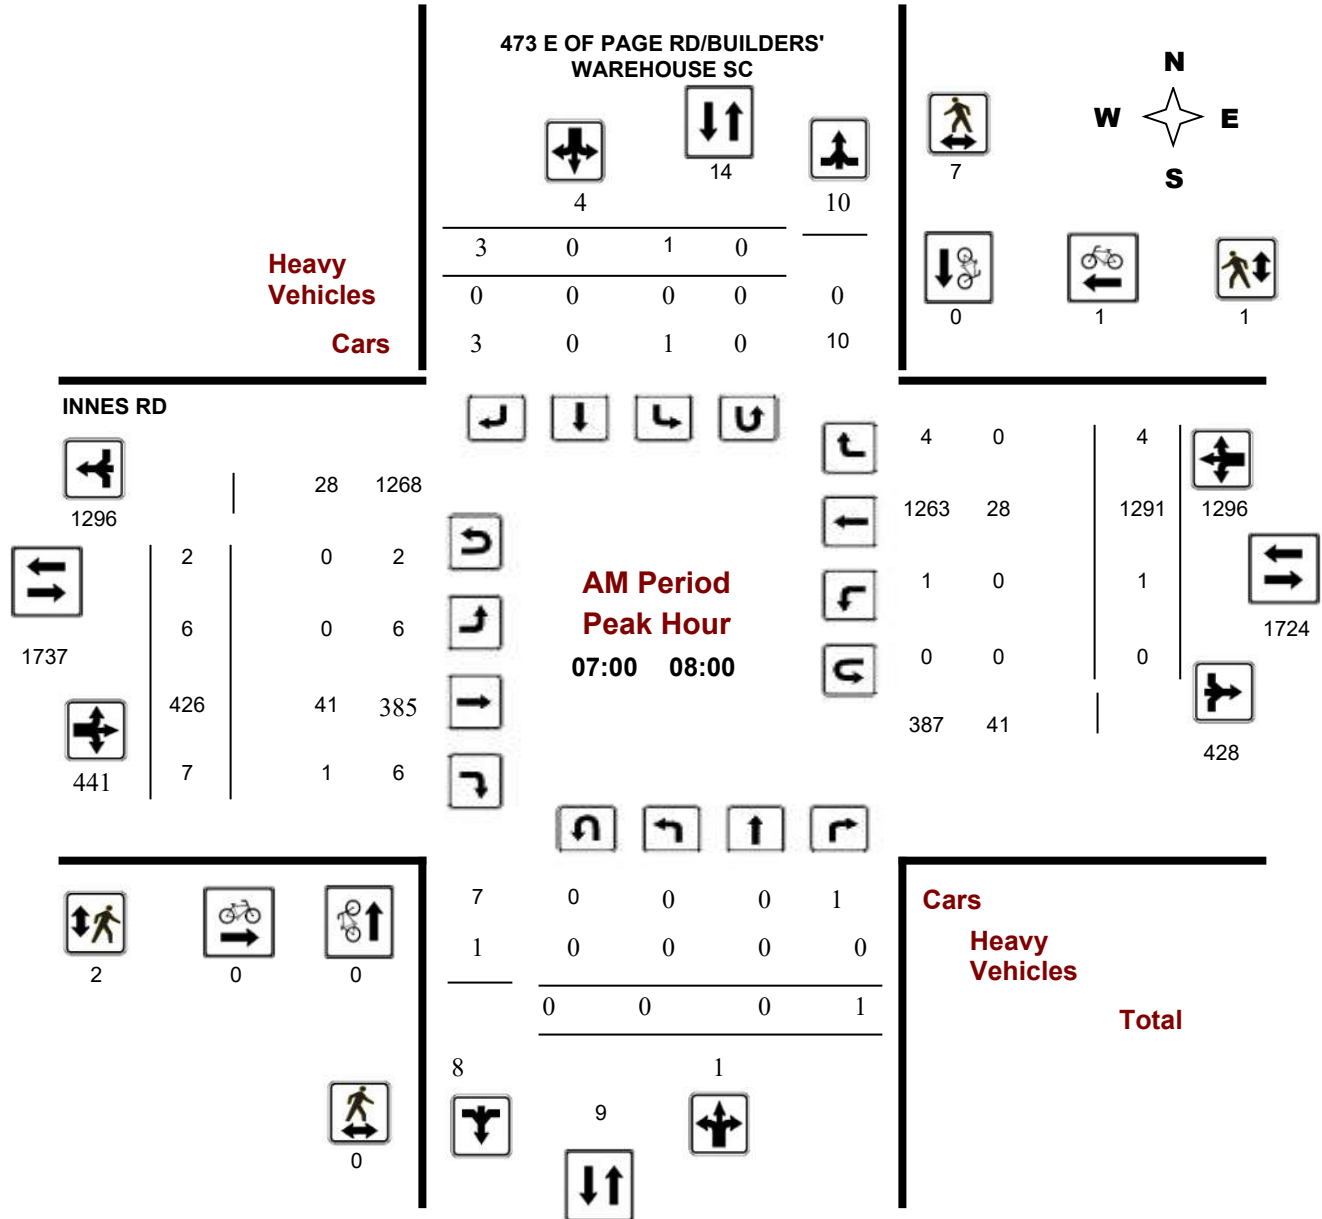 473 E OF PAGE RD/BUILDERS'
WAREHOUSE SC
N
W E
S
14
7
4 10
3 0 1 0
Heavy
Vehicles
0 0 0 0 0
0 1 1
Cars
3 0 1 0 10
INNES RD
4 0 4
28 1268
1296
1263 28 1291 1296
2 0 2
AM Period
1 0 1
6 0 6
Peak Hour
1724
1737
07:00 08:00
0 0 0
426 41 385
387 41
428
441
7 1 6
7 0 0 0 1
Cars
1 0 0 0 0
Heavy
Vehicles
2 0 0
0 0 0 1
Total
8 1
9
0